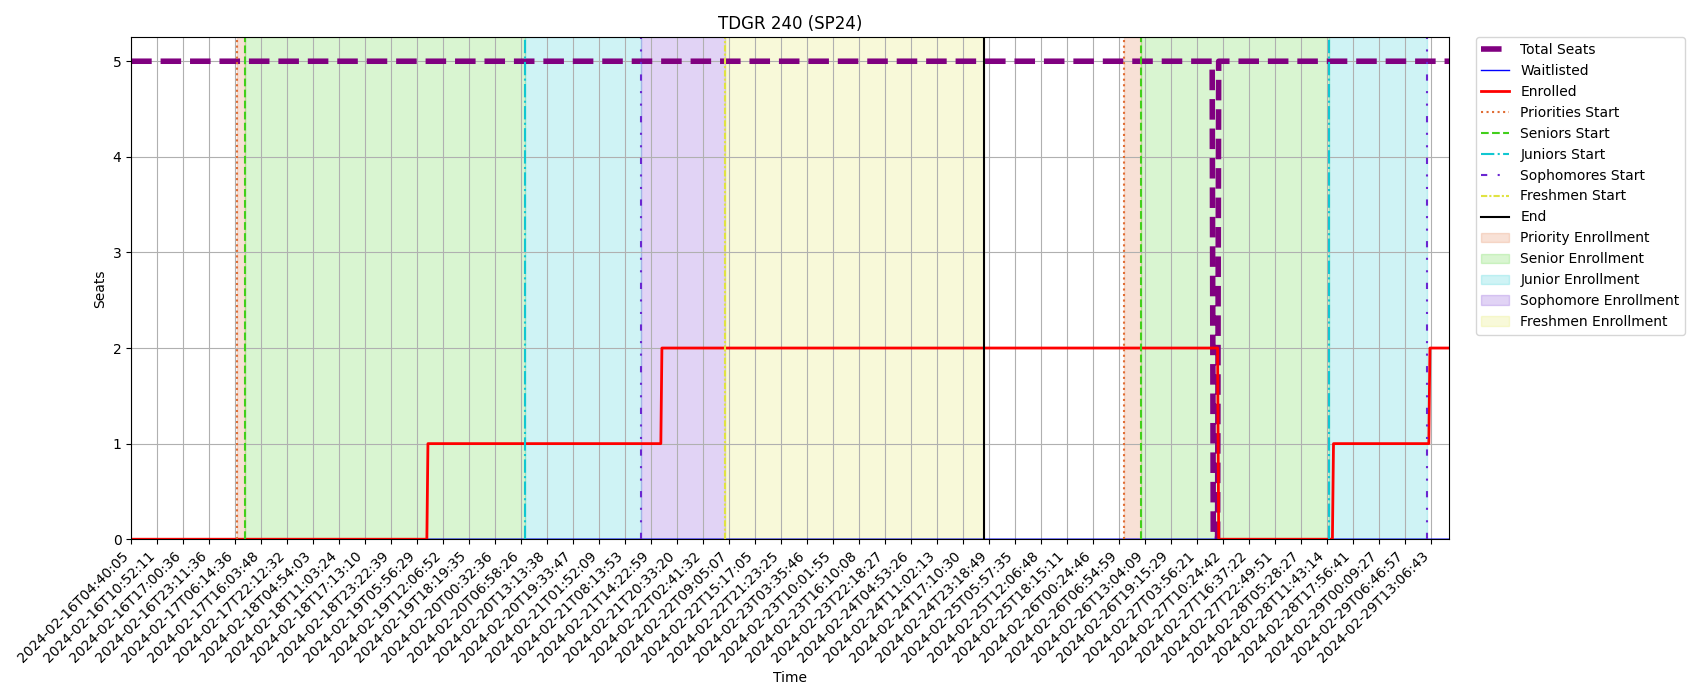 TDGR 240 (SP24)
Seats
5
4
3
2
1
0
2024-02-16T04:40:05
2024-02-16T10:52:11
2024-02-16T17:00:36
2024-02-16T23:11:36
2024-02-17T06:14:36
2024-02-17T16:03:48
2024-02-17T22:12:32
2024-02-18T04:54:03
2024-02-18T11:03:24
2024-02-18T17:13:10
2024-02-18T23:22:39
2024-02-19T05:56:29
2024-02-19T12:06:52
2024-02-19T18:19:35
2024-02-20T00:32:36
2024-02-20T06:58:26
2024-02-20T13:13:38
2024-02-20T19:33:47
2024-02-21T01:52:09
2024-02-21T08:13:53
2024-02-21T14:22:59
2024-02-21T20:33:20
2024-02-22T02:41:32
2024-02-22T09:05:07
2024-02-22T15:17:05
2024-02-22T21:23:25
2024-02-23T03:35:46
2024-02-23T10:01:55
2024-02-23T16:10:08
2024-02-23T22:18:27
2024-02-24T04:53:26
2024-02-24T11:02:13
2024-02-24T17:10:30
2024-02-24T23:18:49
2024-02-25T05:57:35
2024-02-25T12:06:48
2024-02-25T18:15:11
2024-02-26T00:24:46
2024-02-26T06:54:59
2024-02-26T13:04:09
2024-02-26T19:15:29
2024-02-27T03:56:21
2024-02-27T10:24:42
2024-02-27T16:37:22
2024-02-27T22:49:51
2024-02-28T05:28:27
2024-02-28T11:43:14
2024-02-28T17:56:41
2024-02-29T00:09:27
2024-02-29T06:46:57
2024-02-29T13:06:43
Time
Total Seats
Waitlisted
Enrolled
Priorities Start
Seniors Start
Juniors Start
Sophomores Start
Freshmen Start
End
Priority Enrollment
Senior Enrollment
Junior Enrollment
Sophomore Enrollment
Freshmen Enrollment